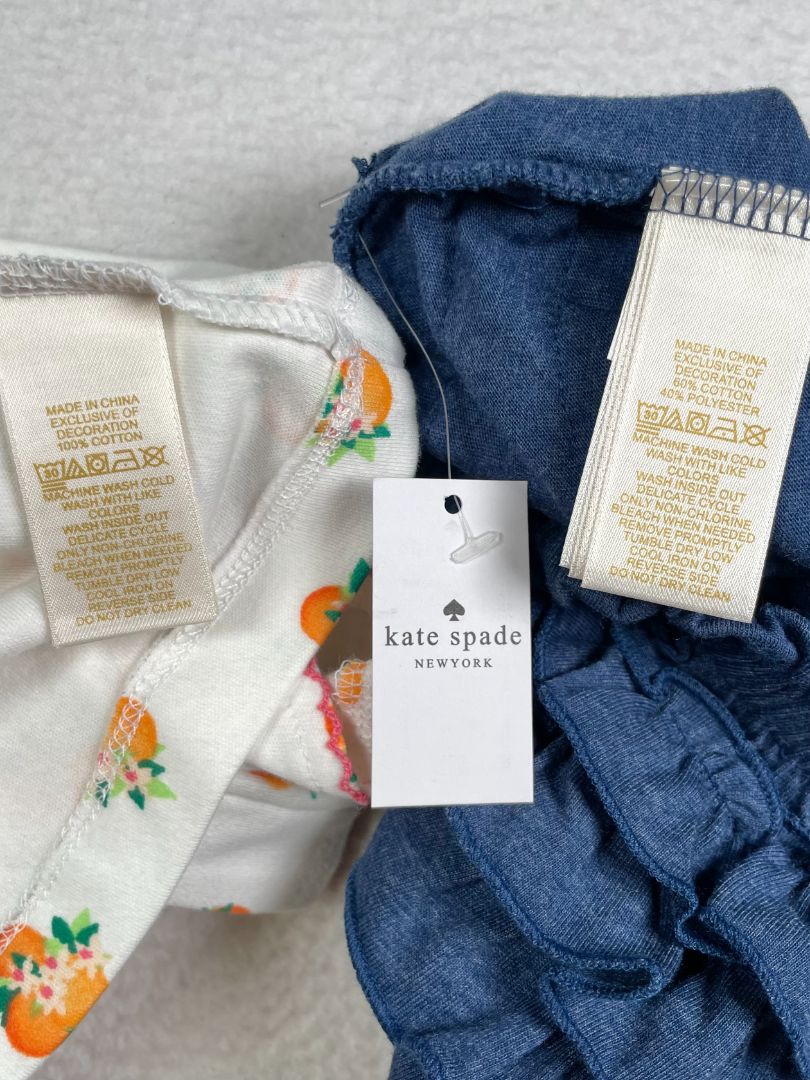 MADE IN CHINA
EXCLUSIVE OF
DECORATION
100% COTTON
30
MACHINE WASH COLD
WASH WITH LIKE
COLORS
WASH INSIDE OUT
DELICATE CYCLE
ONLY NON-CHLORINE
BLEACH WHEN NEEDED
REMOVE PROMPTLY
TUMBLE DRY LOW
COOL IRON ON
REVERSE SIDE
DO NOT DRY CLEAN
kate spade
NEWYORK
MADE IN CHINA
EXCLUSIVE OF
DECORATION
60% COTTON
40% POLYESTER
30
MACHINE WASH COLD
WASH WITH LIKE
COLORS
WASH INSIDE OUT
DELICATE CYCLE
ONLY NON-CHLORINE
BLEACH WHEN NEEDED
REMOVE PROMPTLY
TUMBLE DRY LOW
COOL IRON ON
REVERSE SIDE
DO NOT DRY CLEAN